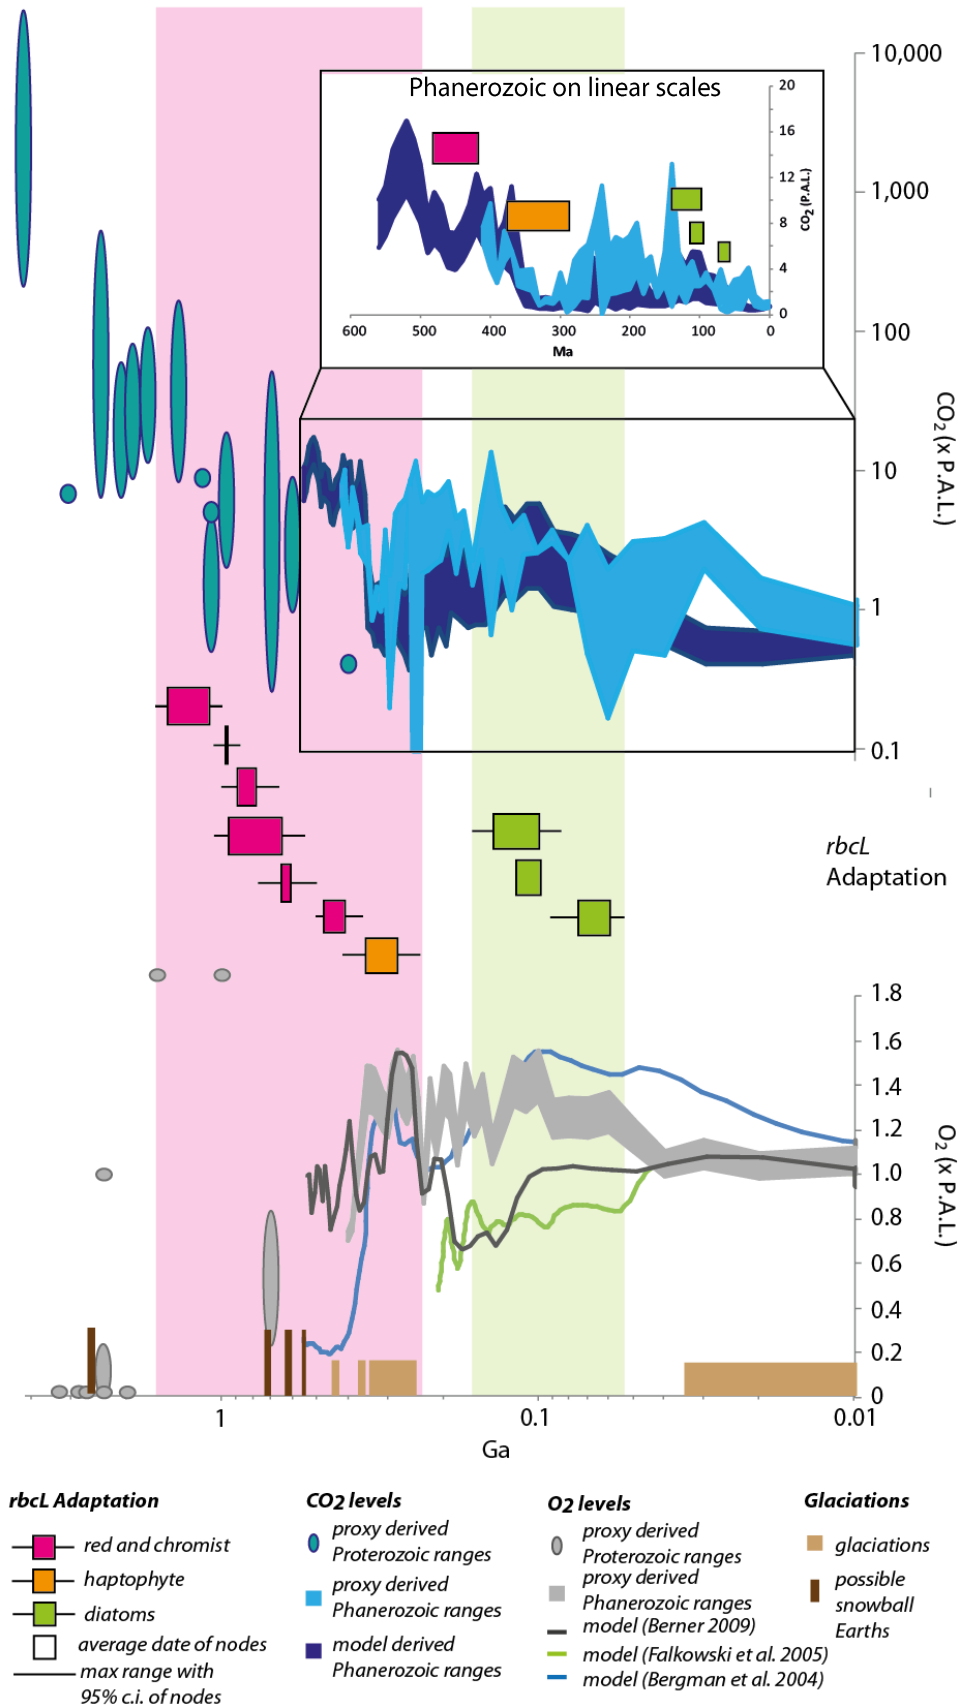 10,000
Phanerozoic on linear scales
20
16
12
8
4
0
CO2 (P.A.L.)
600 500 400 300 200 100 0
Ma
1,000
100
10
1
0.1
CO2 (x P.A.L.)
rbcL
Adaptation
1.8
1.6
1.4
1.2
1.0
0.8
0.6
0.4
0.2
0
O2 (x P.A.L.)
1 0.1 0.01
Ga
rbcL Adaptation
red and chromist
haptophyte
diatoms
average date of nodes
max range with
95% c.i. of nodes
CO2 levels
proxy derived
Proterozoic ranges
proxy derived
Phanerozoic ranges
model derived
Phanerozoic ranges
O2 levels
proxy derived
Proterozoic ranges
proxy derived
Phanerozoic ranges
model (Berner 2009)
model (Falkowski et al. 2005)
model (Bergman et al. 2004)
Glaciations
glaciations
possible
snowball
Earths